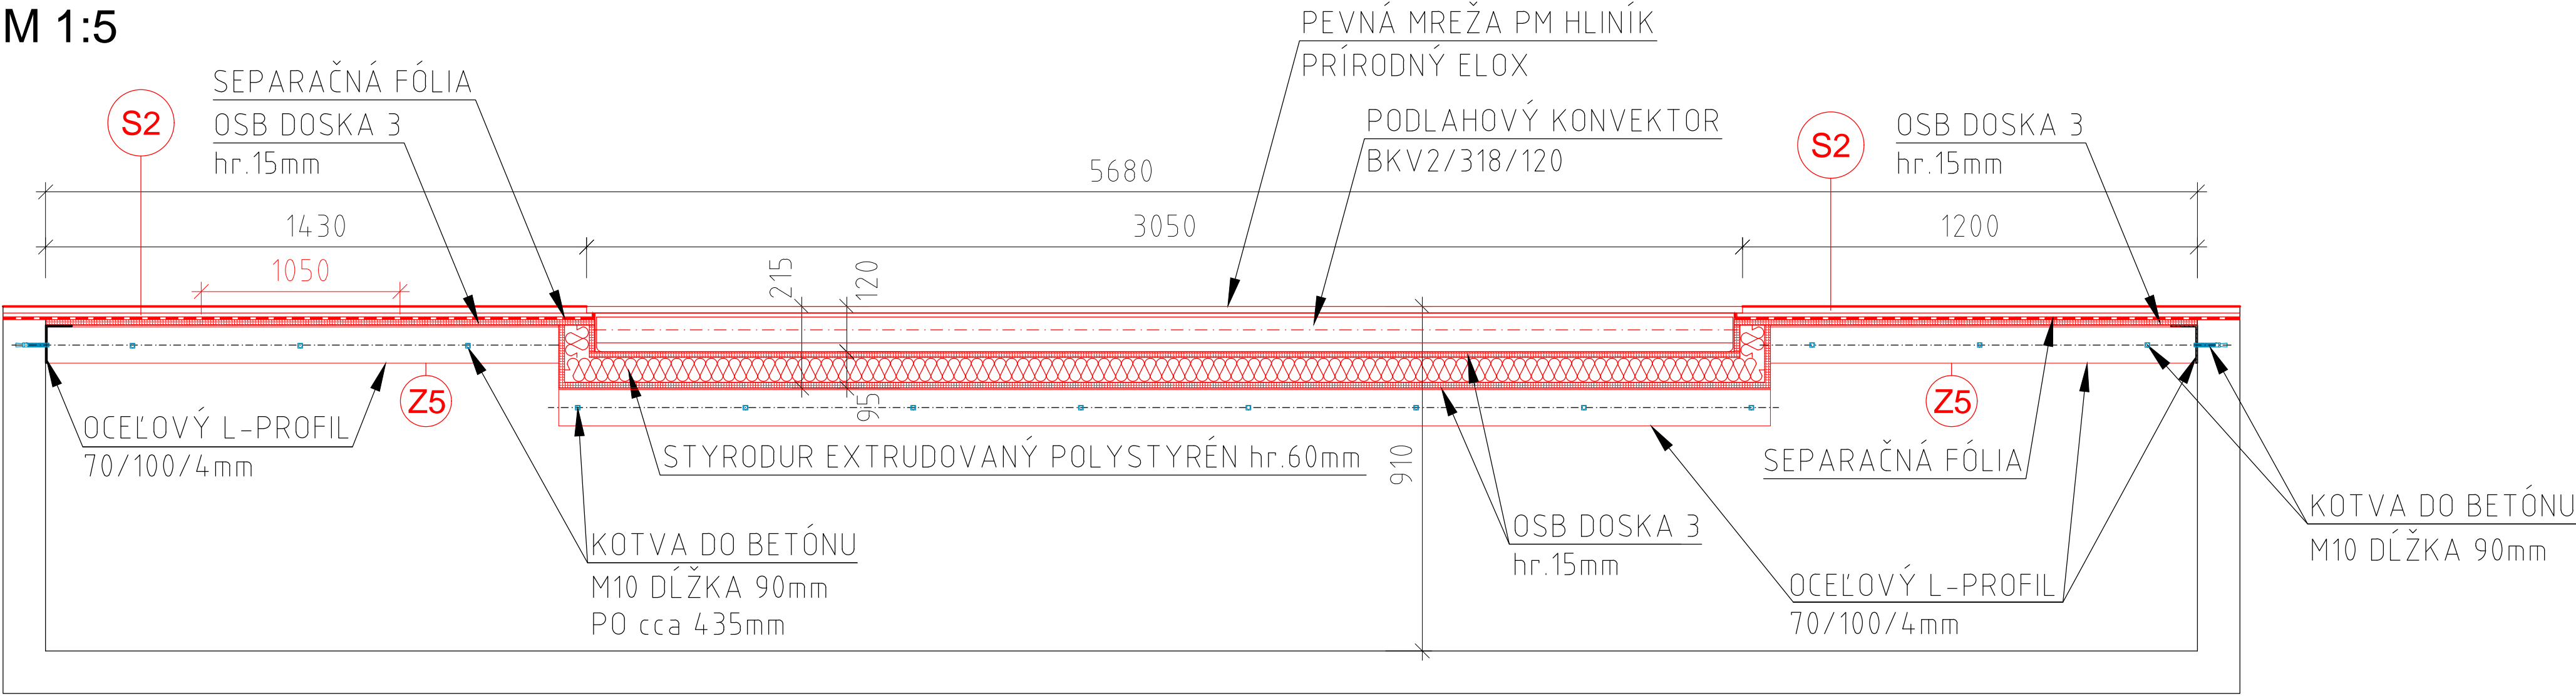 M 1:5
PEVNÁ MREŽA PM HLINÍK
PRÍRODNÝ ELOX
SEPARAČNÁ FÓLIA
OSB DOSKA 3
hr.15mm
S2
PODLAHOVÝ KONVEKTOR
BKV2/318/120
S2
OSB DOSKA 3
hr.15mm
5680
1430
3050
1200
1050
215
120
95
910
Z5
Z5
OCEĽOVÝ L-PROFIL
70/100/4mm
STYRODUR EXTRUDOVANÝ POLYSTYRÉN hr.60mm
SEPARAČNÁ FÓLIA
KOTVA DO BETÓNU
M10 DĹŽKA 90mm
PO cca 435mm
OSB DOSKA 3
hr.15mm
OCEĽOVÝ L-PROFIL
70/100/4mm
KOTVA DO BETÓNU
M10 DĹŽKA 90mm